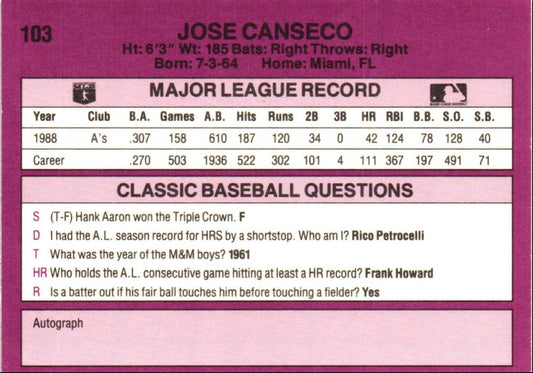 103
JOSE CANSECO
Ht: 6'3" Wt: 185 Bats: Right Throws: Right
Born: 7-3-64 Home: Miami, FL
MAJOR LEAGUE RECORD
Year Club B.A. Games A.B. Hits Runs 2B 3B HR RBI B.B. S.O. S.B.
1988 A's .307 158 610 187 120 34 0 42 124 78 128 40
Career .270 503 1936 522 302 101 4 111 367 197 491 71
CLASSIC BASEBALL QUESTIONS
S (T-F) Hank Aaron won the Triple Crown. F
D I had the A.L. season record for HRS by a shortstop. Who am I? Rico Petrocelli
T What was the year of the M&M boys? 1961
HR Who holds the A.L. consecutive game hitting at least a HR record? Frank Howard
R Is a batter out if his fair ball touches him before touching a fielder? Yes
Autograph